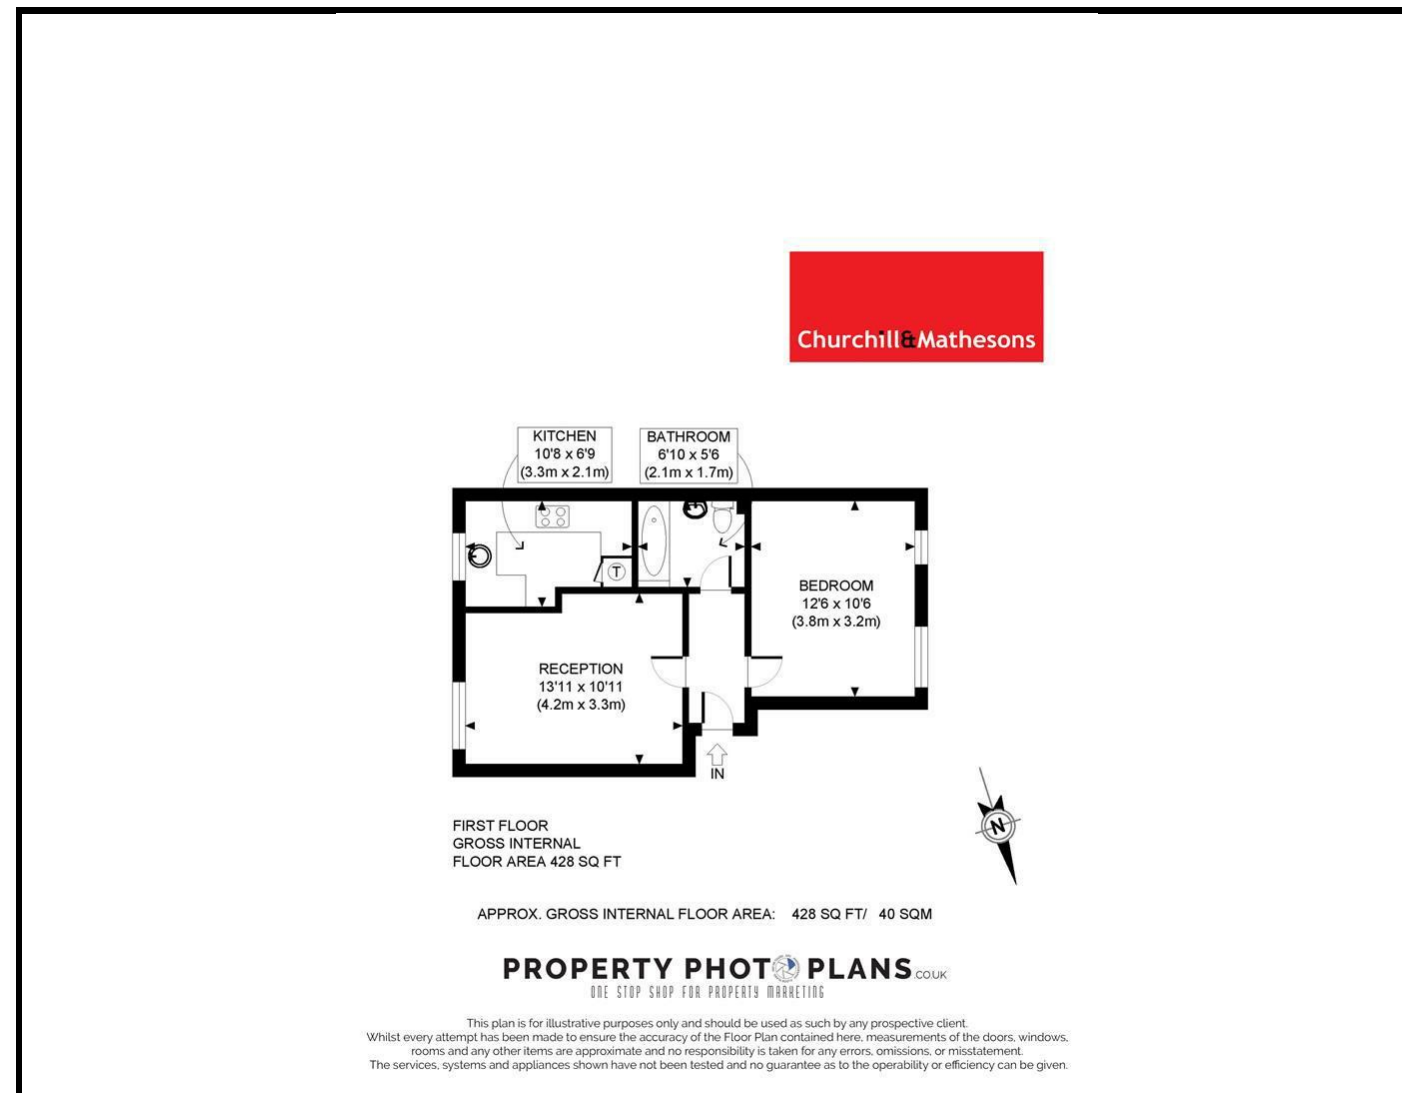 Churchill&Mathesons
KITCHEN
10'8 x 6'9
(3.3m x 2.1m)
BATHROOM
6'10 x 5'6
(2.1m x 1.7m)
T
BEDROOM
12'6 x 10'6
(3.8m x 3.2m)
RECEPTION
13'11 x 10'11
(4.2m x 3.3m)
IN
N
FIRST FLOOR
GROSS INTERNAL
FLOOR AREA 428 SQ FT
APPROX. GROSS INTERNAL FLOOR AREA: 428 SQ FT/ 40 SQM
PROPERTY PHOTO PLANS.CO.UK
ONE STOP SHOP FOR PROPERTY MARKETING
This plan is for illustrative purposes only and should be used as such by any prospective client.
Whilst every attempt has been made to ensure the accuracy of the Floor Plan contained here, measurements of the doors, windows,
rooms and any other items are approximate and no responsibility is taken for any errors, omissions, or misstatement.
The services, systems and appliances shown have not been tested and no guarantee as to the operability or efficiency can be given.